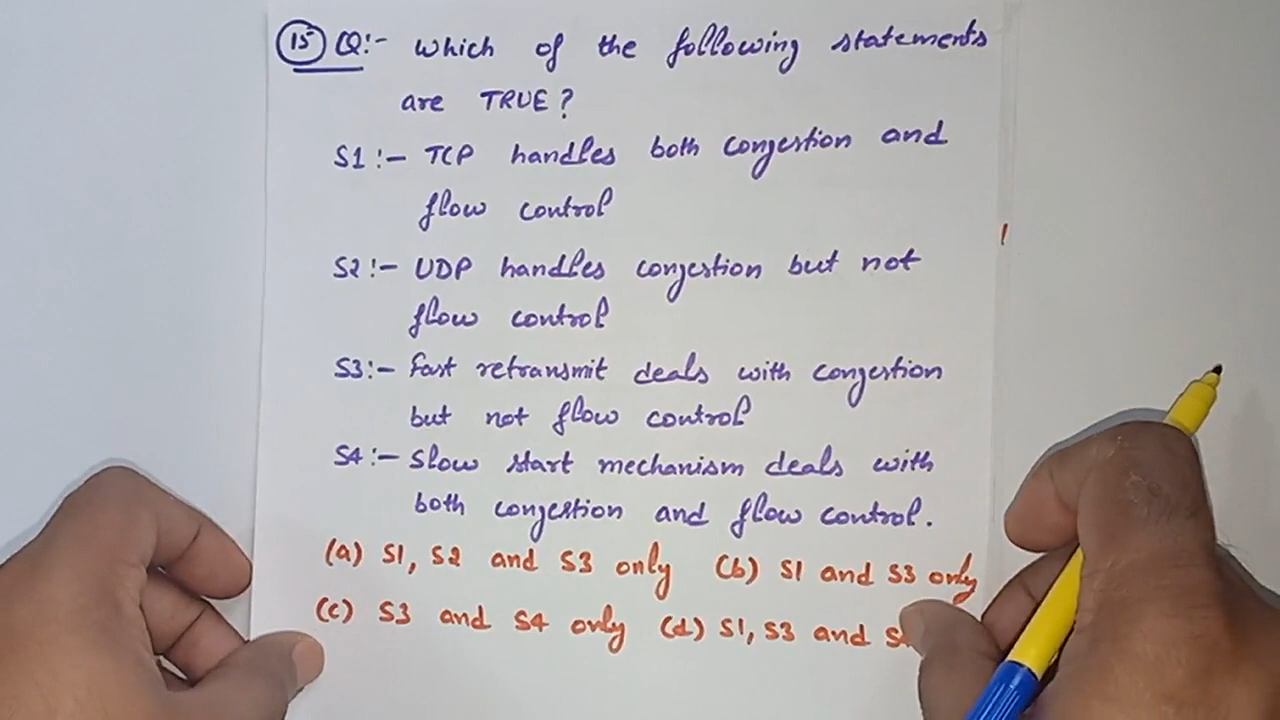 15 Q:- Which of the following statements
are TRUE?
S1:- TCP handles both congestion and
flow control
S2:- UDP handles congestion but not
flow control
S3:- fast retransmit deals with congestion
but not flow control
S4:- Slow start mechanism deals with
both congestion and flow control.
(a) S1, S2 and S3 only (b) S1 and S3 only
(c) S3 and S4 only (d) S1, S3 and